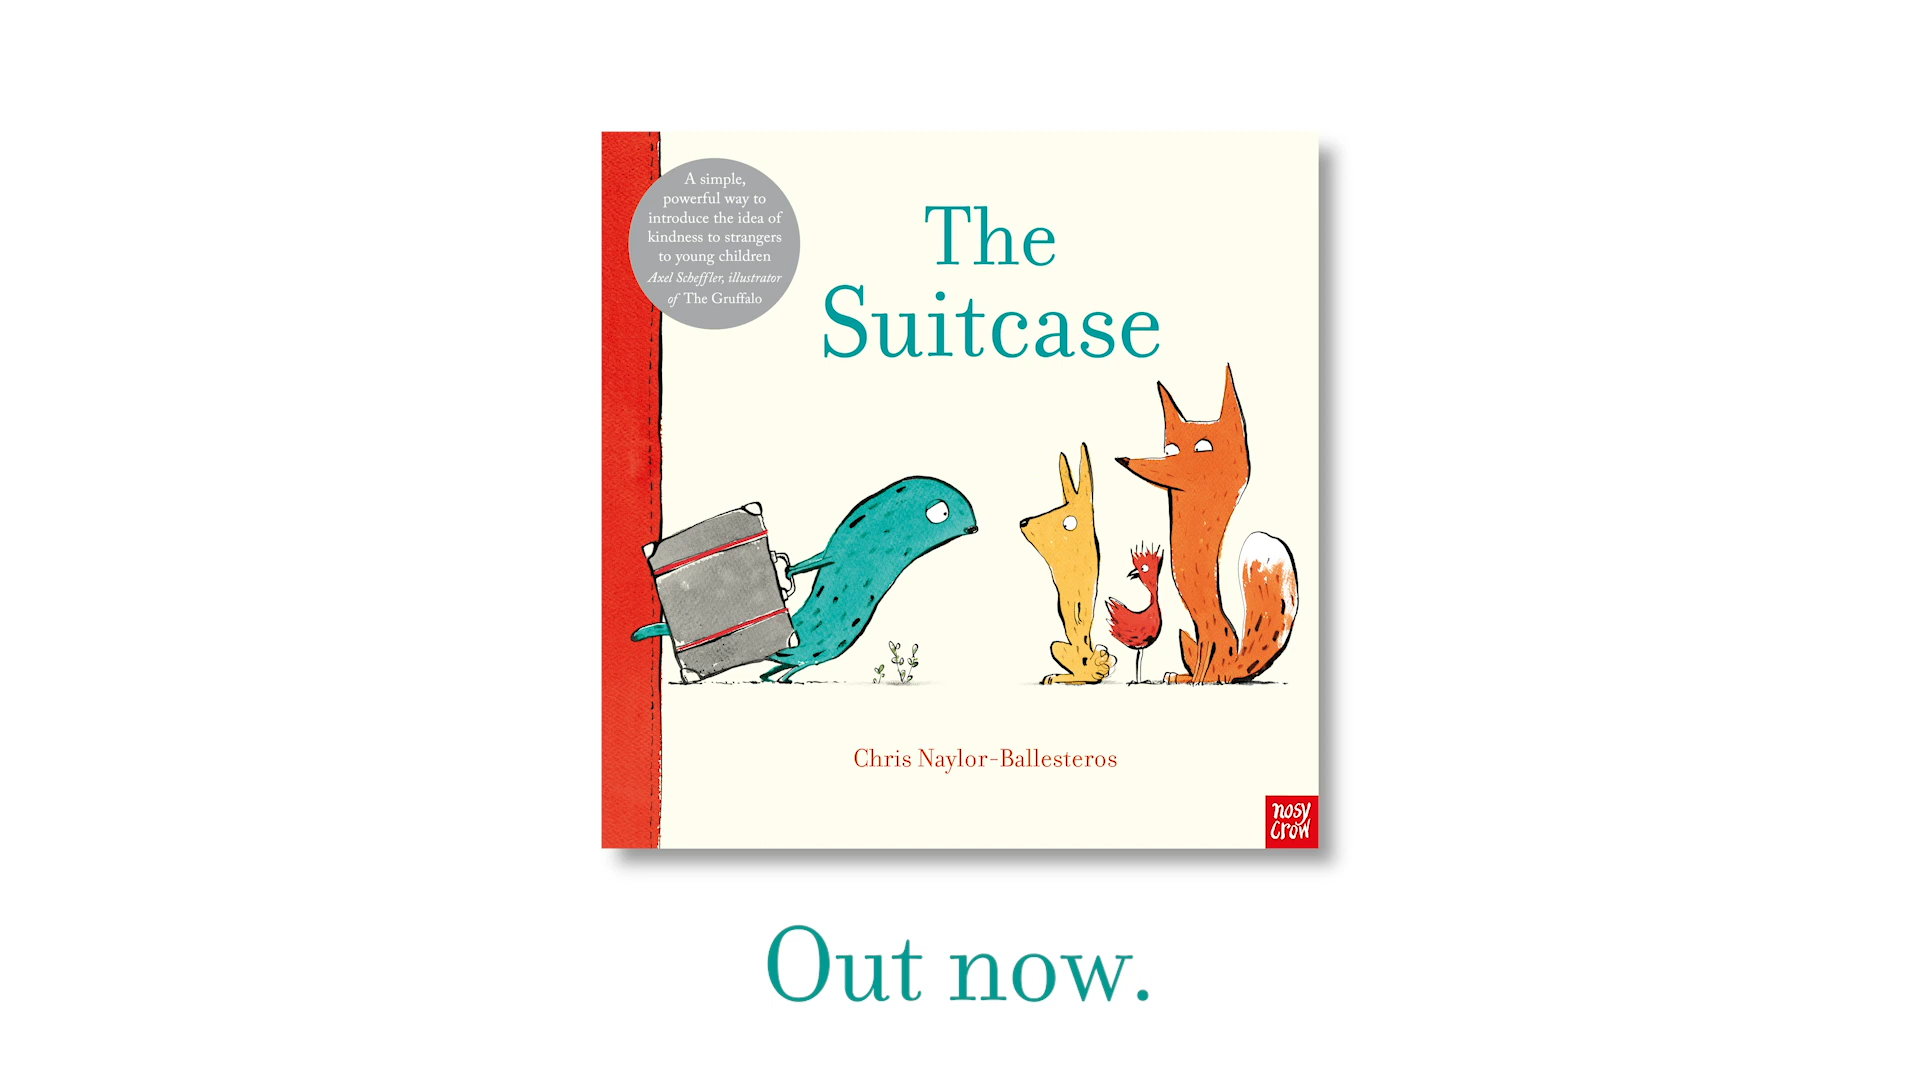 A simple,
powerful way to
introduce the idea of
kindness to strangers
to young children
Axel Scheffler, illustrator
of The Gruffalo
The
Suitcase
Chris Naylor-Ballesteros
nosy
crow
Out now.